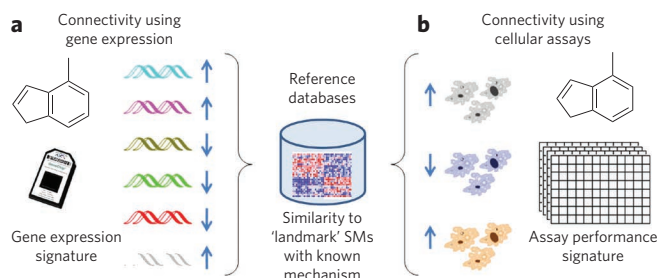 a
Connectivity using
gene expression
Gene expression
signature
Reference
databases
Similarity to
'landmark' SMs
with known
mechanism
b
Connectivity using
cellular assays
Assay performance
signature